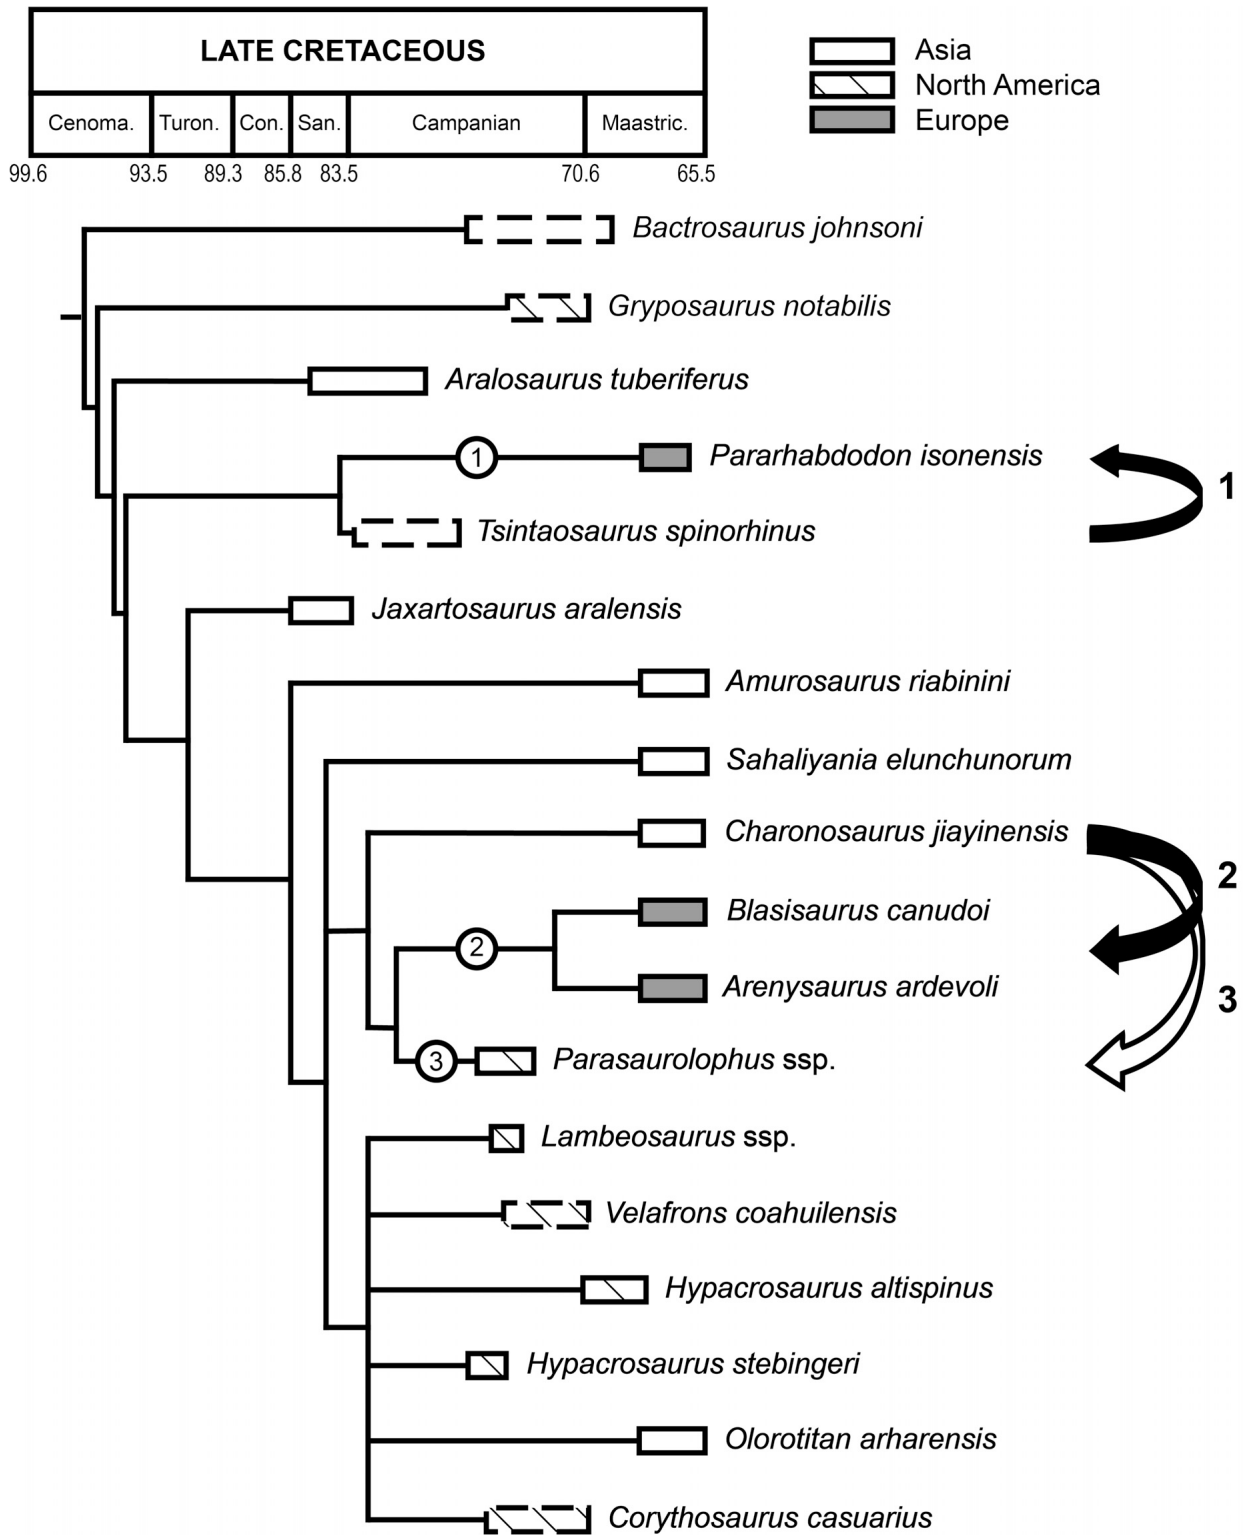 LATE CRETACEOUS
Cenoma. Turon. Con. San. Campanian Maastric.
99.6 93.5 89.3 85.8 83.5 70.6 65.5
Asia
North America
Europe
Bactrosaurus johnsoni
Gryposaurus notabilis
Aralosaurus tuberiferus
1 Pararhabdodon isonensis
1
Tsintaosaurus spinorhinus
Jaxartosaurus aralensis
Amurosaurus riabinini
Sahaliyania elunchunorum
Charonosaurus jiayinensis
2
Blasisaurus canudoi
2
Arenysaurus ardevoli
3
3 Parasaurolophus ssp.
Lambeosaurus ssp.
Velafrons coahuilensis
Hypacrosaurus altispinus
Hypacrosaurus stebingeri
Olorotitan arharensis
Corythosaurus casuarius